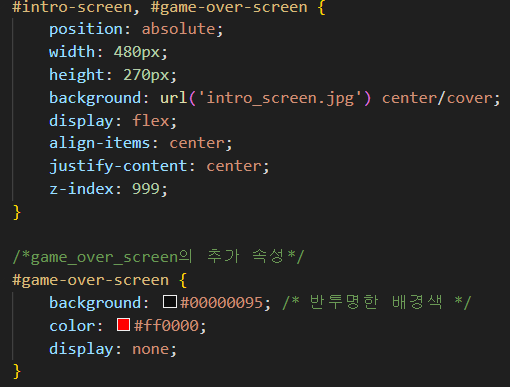 #intro-screen, #game-over-screen {
    position: absolute;
    width: 480px;
    height: 270px;
    background: url('intro_screen.jpg') center/cover;
    display: flex;
    align-items: center;
    justify-content: center;
    z-index: 999;
}

/*game_over_screen의 추가 속성*/
#game-over-screen {
    background: #00000095; /* 반투명한 배경색 */
    color: #ff0000;
    display: none;
}